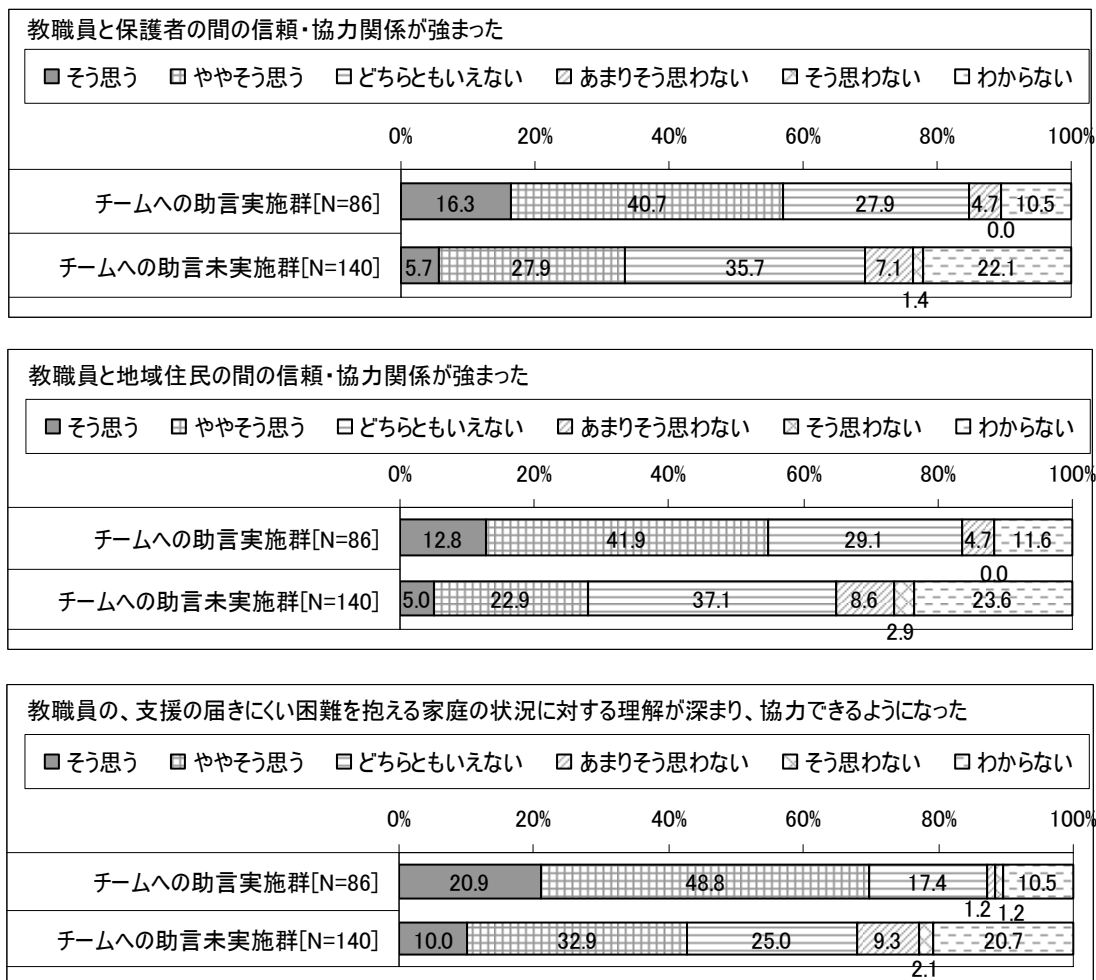 教職員と保護者の間の信頼・協力関係が強まった
そう思う ややそう思う どちらともいえない あまりそう思わない そう思わない わからない
0% 20% 40% 60% 80% 100%
チームへの助言実施群[N=86] 16.3 40.7 27.9 4.7 10.5
0.0
チームへの助言未実施群[N=140] 5.7 27.9 35.7 7.1 22.1
1.4
教職員と地域住民の間の信頼・協力関係が強まった
そう思う ややそう思う どちらともいえない あまりそう思わない そう思わない わからない
0% 20% 40% 60% 80% 100%
チームへの助言実施群[N=86] 12.8 41.9 29.1 4.7 11.6
0.0
チームへの助言未実施群[N=140] 5.0 22.9 37.1 8.6 23.6
2.9
教職員の、支援の届きにくい困難を抱える家庭の状況に対する理解が深まり、協力できるようになった
そう思う ややそう思う どちらともいえない あまりそう思わない そう思わない わからない
0% 20% 40% 60% 80% 100%
チームへの助言実施群[N=86] 20.9 48.8 17.4 10.5
1.2 1.2
チームへの助言未実施群[N=140] 10.0 32.9 25.0 9.3 20.7
2.1